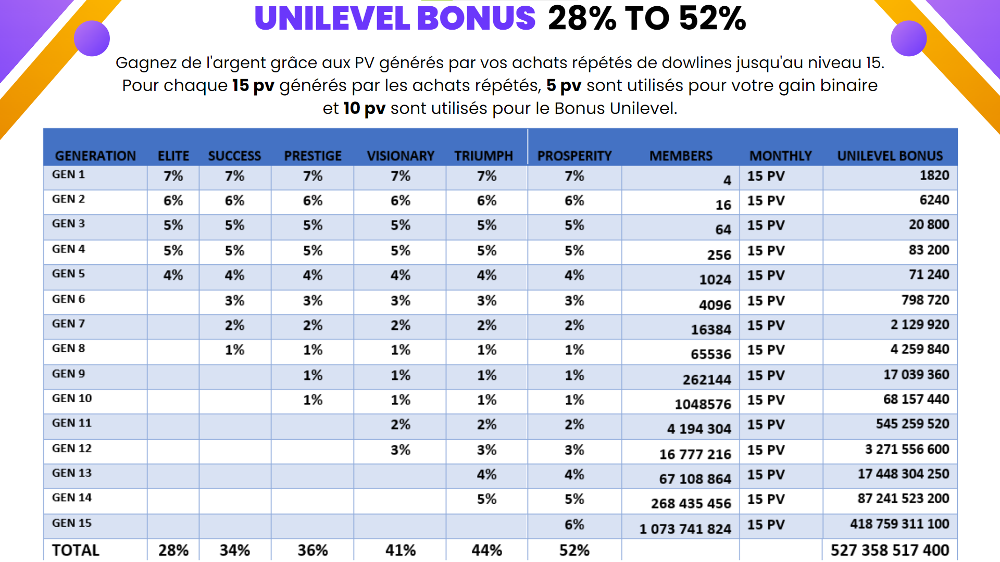 UNILEVEL BONUS 28% TO 52%
Gagnez de l'argent grâce aux PV générés par vos achats répétés de dowlines jusqu'au niveau 15.
Pour chaque 15 pv générés par les achats répétés, 5 pv sont utilisés pour votre gain binaire
et 10 pv sont utilisés pour le Bonus Unilevel.
GENERATION ELITE SUCCESS PRESTIGE VISIONARY TRIUMPH PROSPERITY MEMBERS MONTHLY UNILEVEL BONUS
GEN 1 7% 7% 7% 7% 7% 7% 4 15 PV 1820
GEN 2 6% 6% 6% 6% 6% 6% 16 15 PV 6240
GEN 3 5% 5% 5% 5% 5% 5% 64 15 PV 20 800
GEN 4 5% 5% 5% 5% 5% 5% 256 15 PV 83 200
GEN 5 4% 4% 4% 4% 4% 4% 1024 15 PV 71 240
GEN 6 3% 3% 3% 3% 3% 4096 15 PV 798 720
GEN 7 2% 2% 2% 2% 2% 16384 15 PV 2 129 920
GEN 8 1% 1% 1% 1% 1% 65536 15 PV 4 259 840
GEN 9 1% 1% 1% 1% 262144 15 PV 17 039 360
GEN 10 1% 1% 1% 1% 1048576 15 PV 68 157 440
GEN 11 2% 2% 2% 4 194 304 15 PV 545 259 520
GEN 12 3% 3% 3% 16 777 216 15 PV 3 271 556 600
GEN 13 4% 4% 67 108 864 15 PV 17 448 304 250
GEN 14 5% 5% 268 435 456 15 PV 87 241 523 200
GEN 15 6% 1 073 741 824 15 PV 418 759 311 100
TOTAL 28% 34% 36% 41% 44% 52% 527 358 517 400